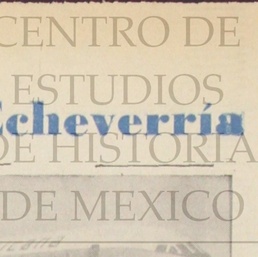 CENTRO DE
ESTUDIOS
Echeverría
DE HISTORIA
DE MEXICO